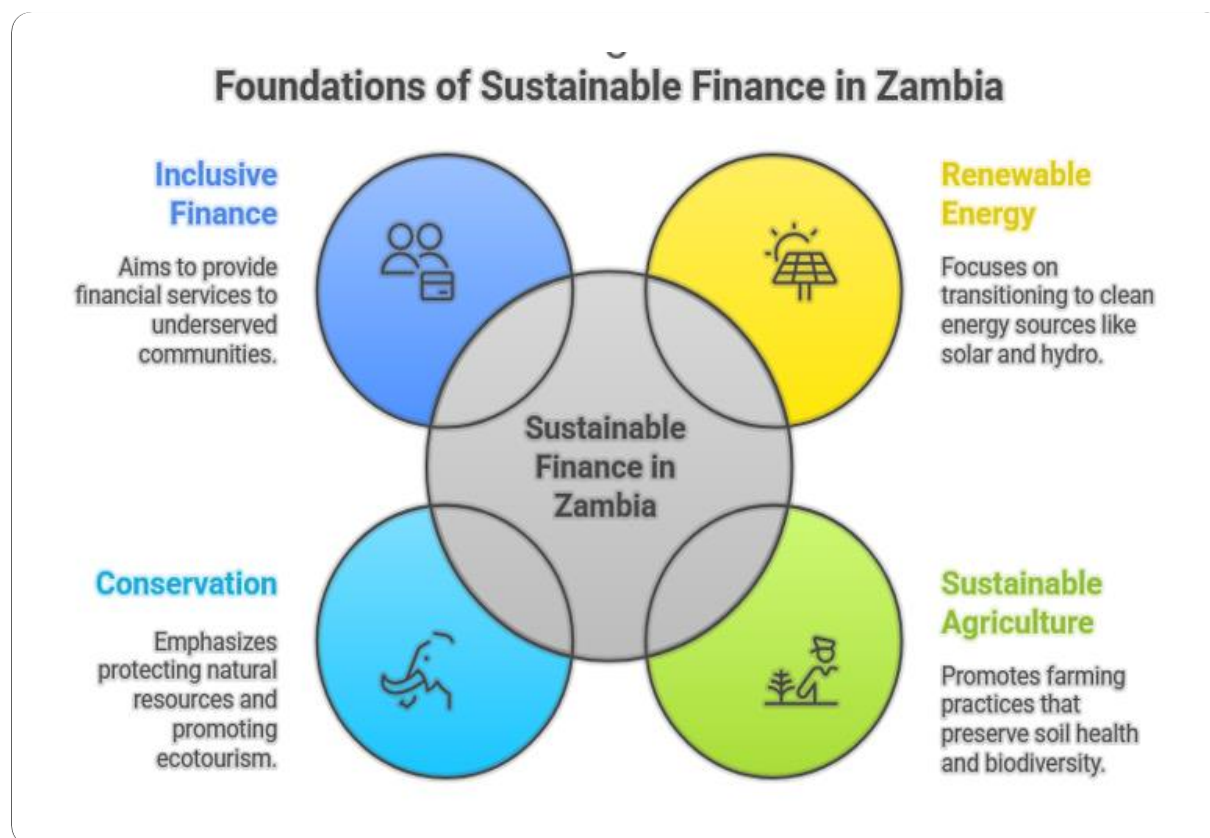 Foundations of Sustainable Finance in Zambia
Inclusive
Finance
Aims to provide
financial services to
underserved
communities.
Renewable
Energy
Focuses on
transitioning to clean
energy sources like
solar and hydro.
Sustainable
Finance in
Zambia
Conservation
Emphasizes
protecting natural
resources and
promoting
ecotourism.
Sustainable
Agriculture
Promotes farming
practices that
preserve soil health
and biodiversity.